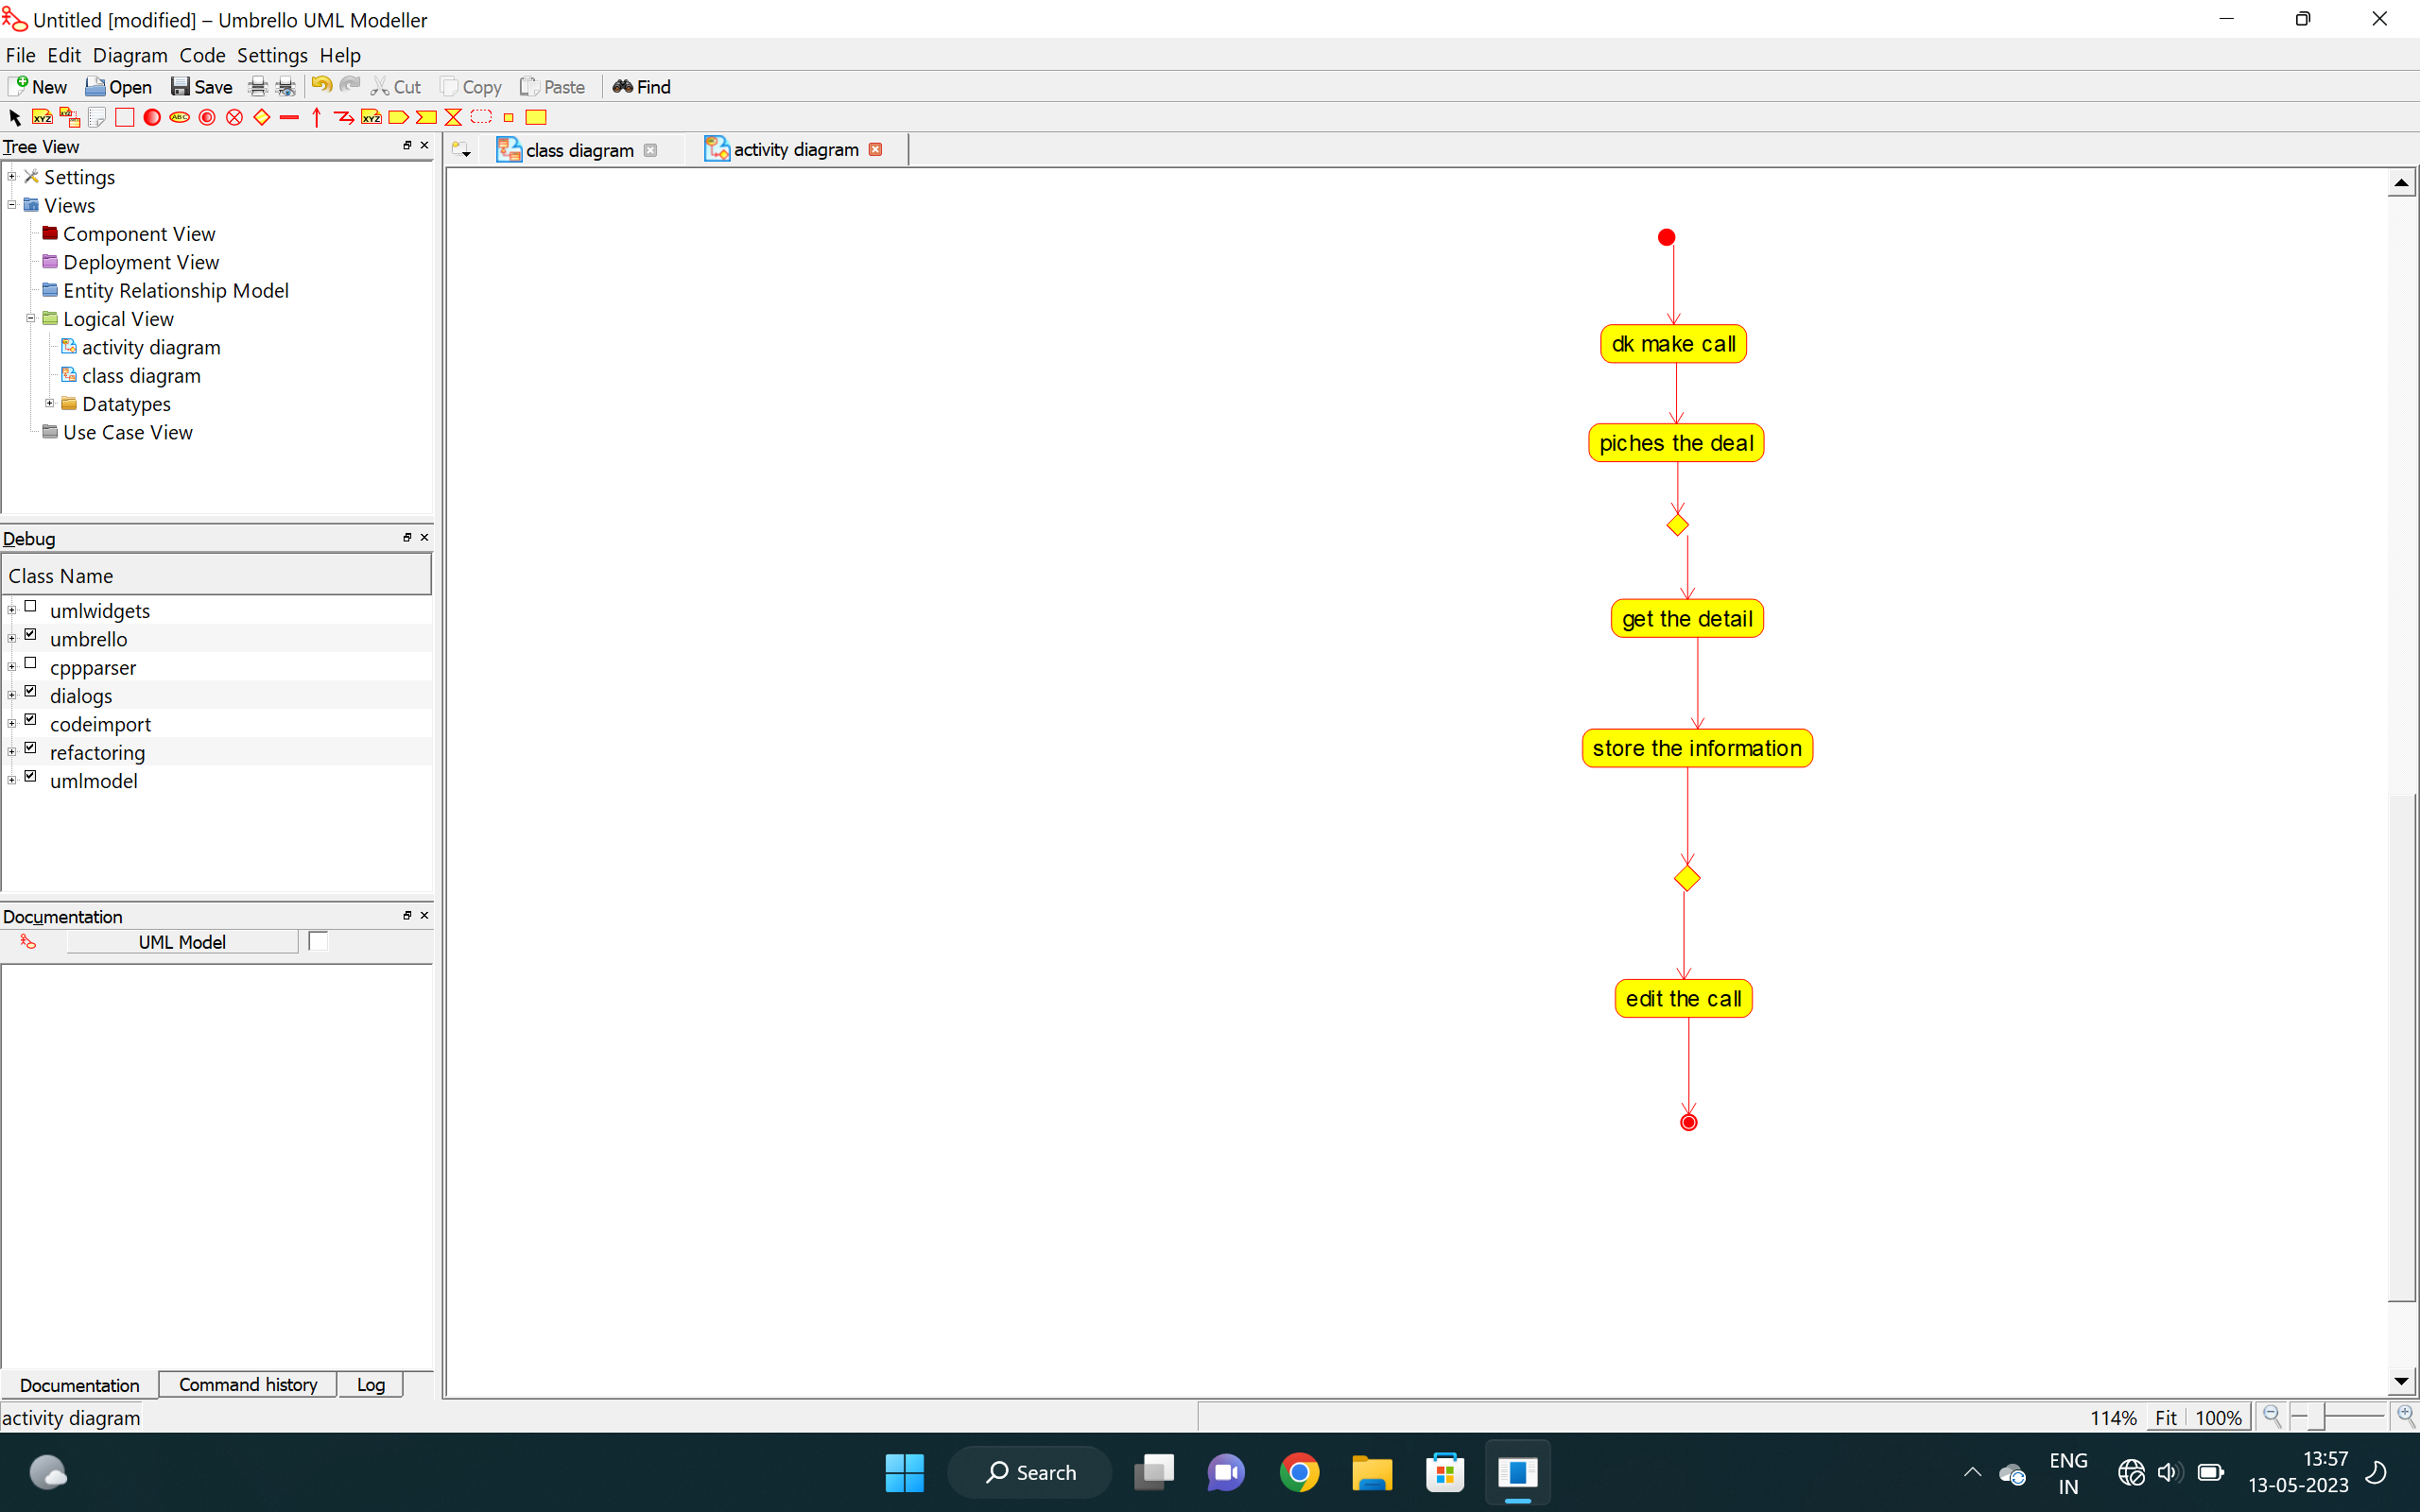 Untitled [modified] – Umbrello UML Modeller
File Edit Diagram Code Settings Help
New Open Save Cut Copy Paste Find
Tree View
class diagram activity diagram
Settings
Views
Component View
Deployment View
Entity Relationship Model
Logical View
activity diagram
class diagram
Datatypes
Use Case View
Debug
Class Name
umlwidgets
umbrello
cppparser
dialogs
codeimport
refactoring
umlmodel
Documentation
UML Model
dk make call
piches the deal
get the detail
store the information
edit the call
Documentation Command history Log
activity diagram
114% Fit 100%
Search
ENG
IN
13:57
13-05-2023